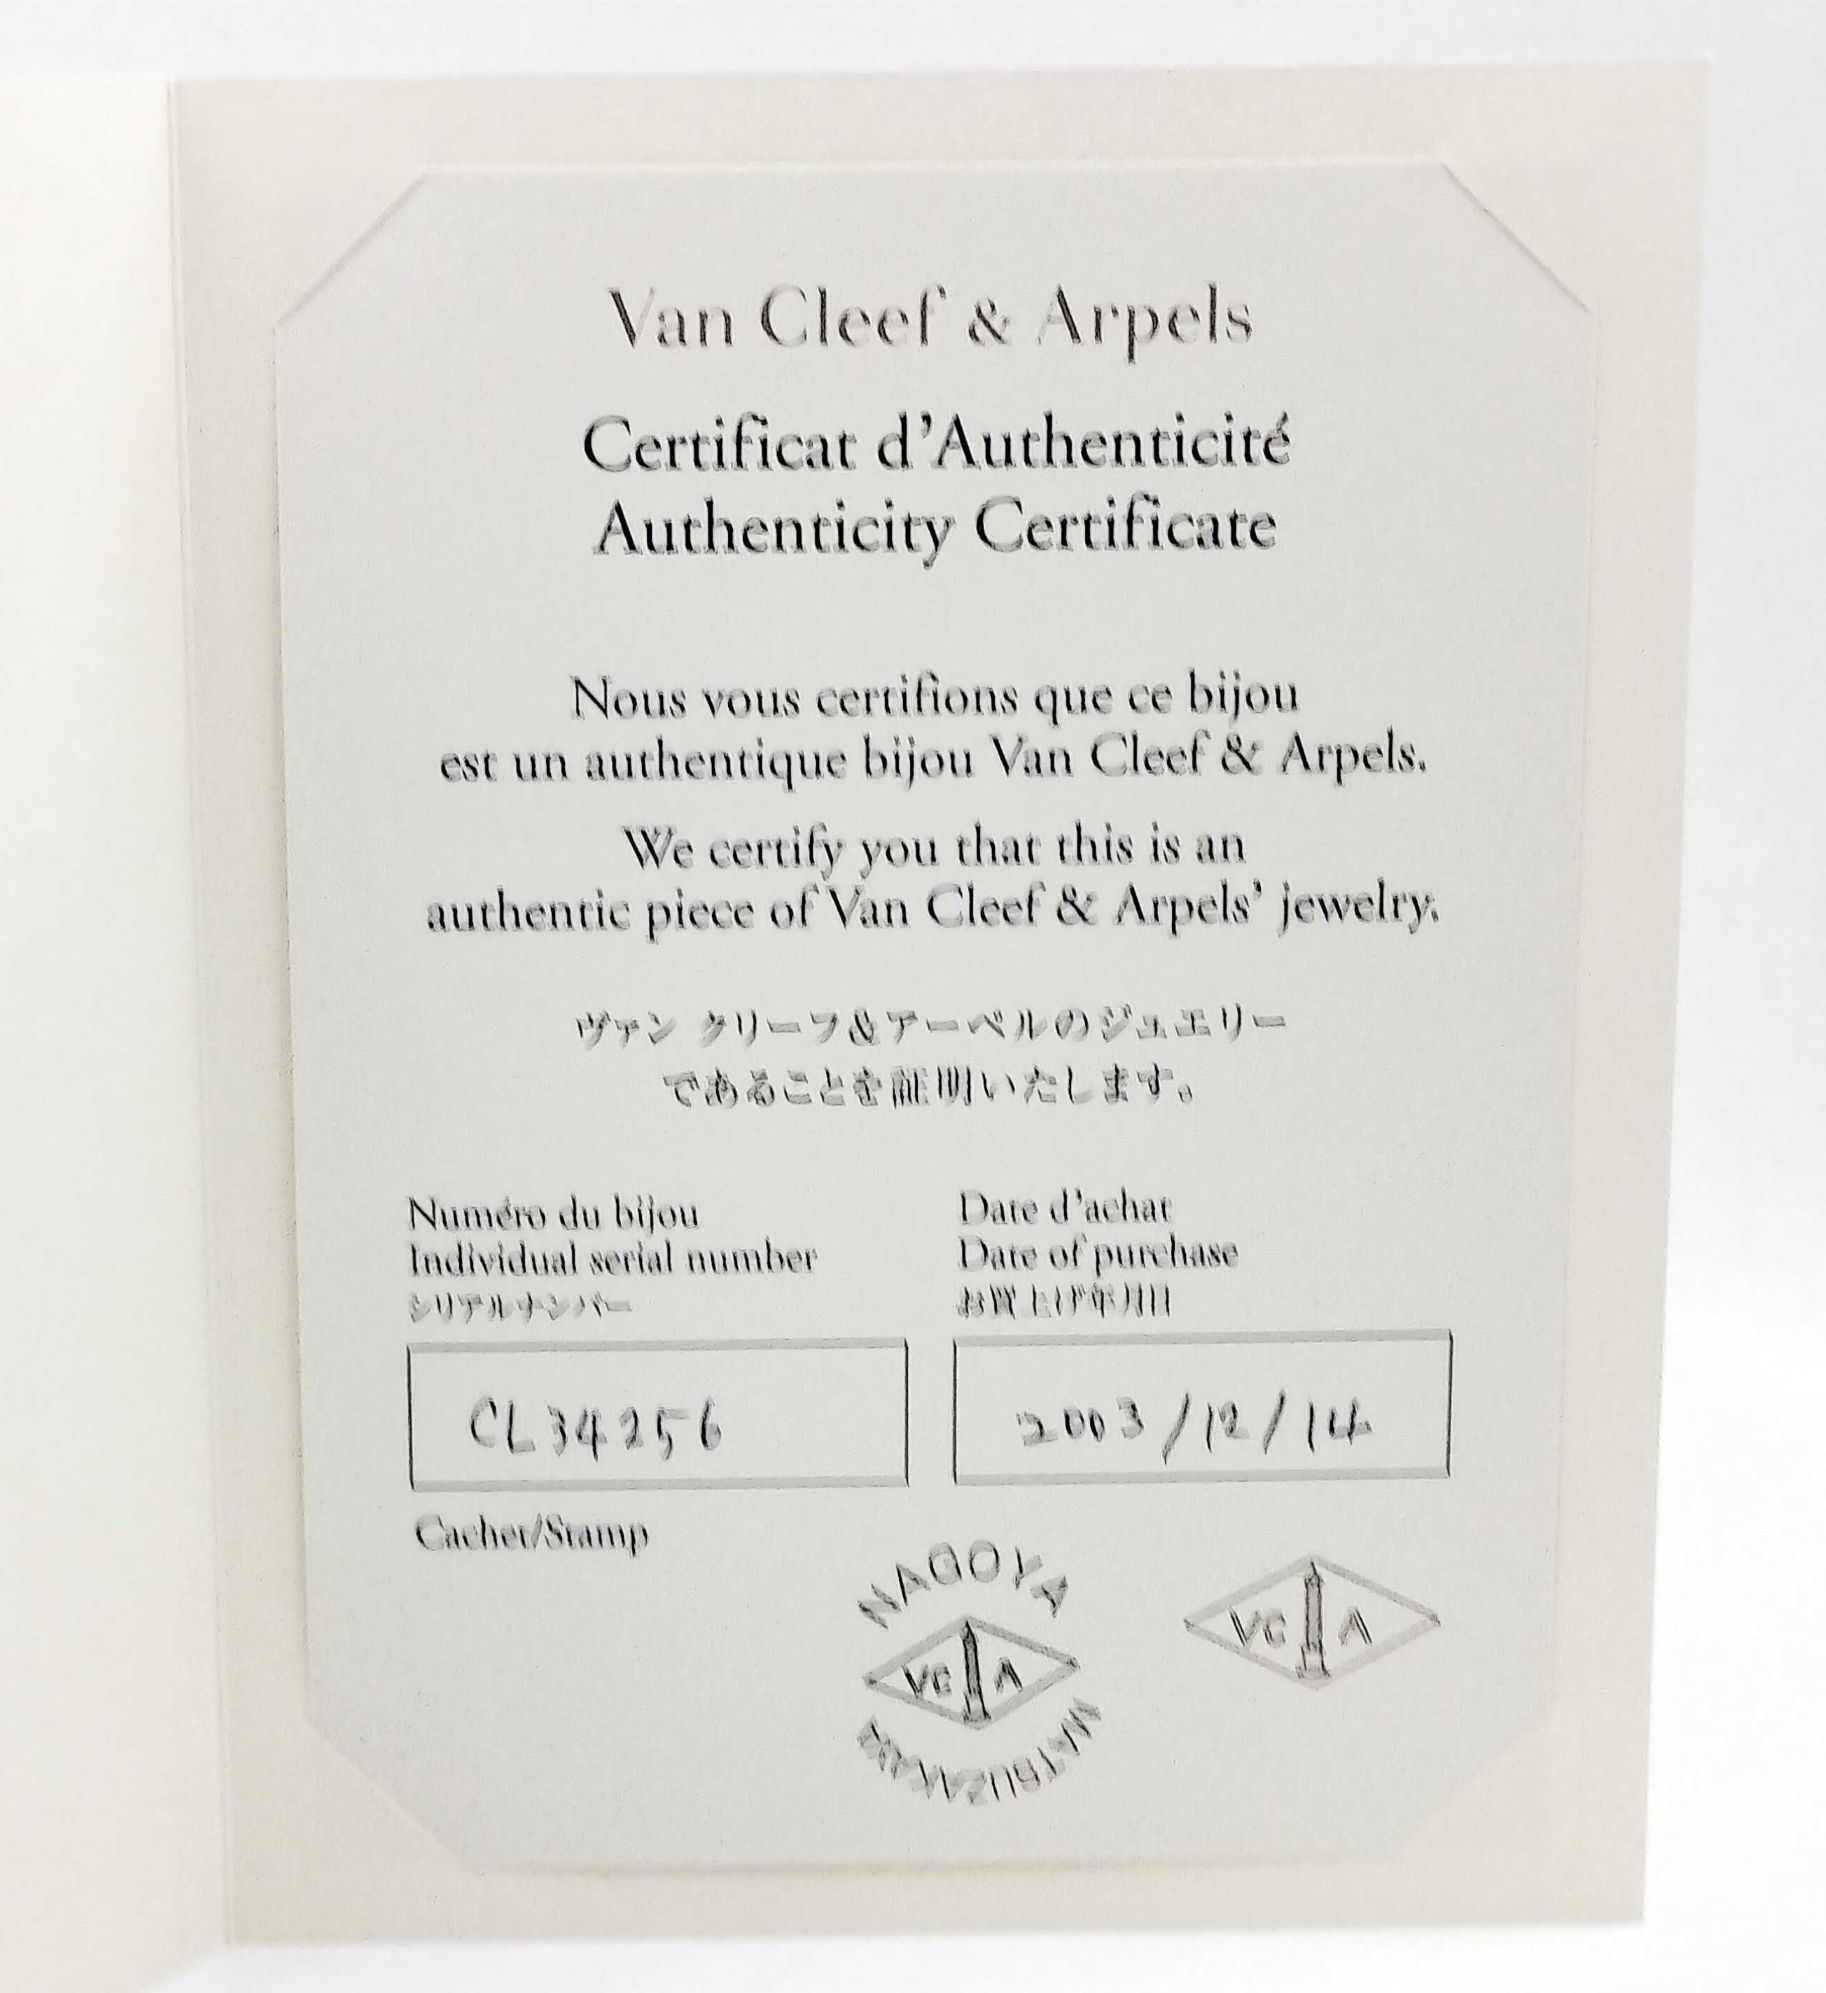 Van Cleef & Arpels
Certificat d'Authenticité
Authenticity Certificate
Nous vous certifions que ce bijou
est un authentique bijou Van Cleef & Arpels.
We certify you that this is an
authentic piece of Van Cleef & Arpels' jewelry.
ヴァン クリーフ&アーペルのジュエリー
であることを証明いたします。
Numéro du bijou
Individual serial number
シリアルナンバー
Date d'achat
Date of purchase
お買上げ年月日
CL34256
2003/12/14
Cachet/Stamp
NAGOYA
VC A
MATSUZAKAYA
VC A